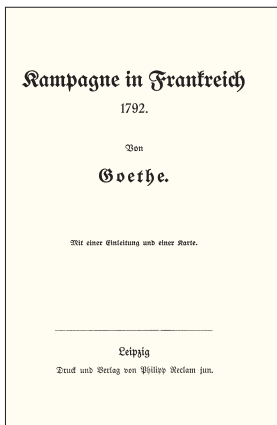 Kampagne in Frankreich
1792.
Von
Goethe.
Mit einer Einleitung und einer Karte.
Leipzig
Druck und Verlag von Philipp Reclam jun.